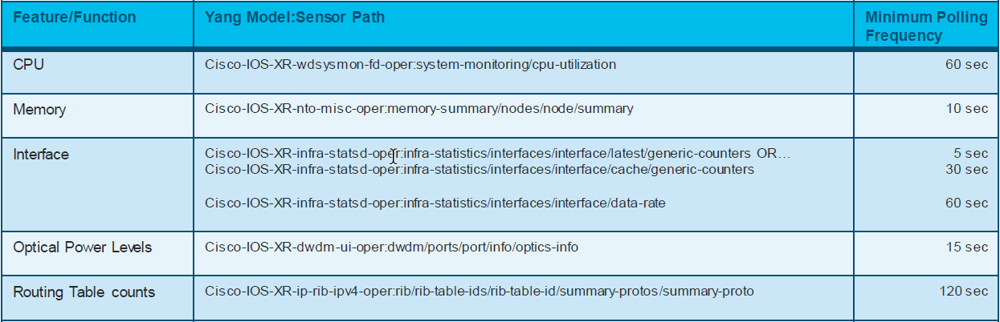 Feature/Function Yang Model:Sensor Path Minimum Polling
Frequency
CPU Cisco-IOS-XR-wdsysmon-fd-oper:system-monitoring/cpu-utilization 60 sec
Memory Cisco-IOS-XR-nto-misc-oper:memory-summary/nodes/node/summary 10 sec
Interface Cisco-IOS-XR-infra-statsd-oper:infra-statistics/interfaces/interface/latest/generic-counters OR... 5 sec
Cisco-IOS-XR-infra-statsd-oper:infra-statistics/interfaces/interface/cache/generic-counters 30 sec
Cisco-IOS-XR-infra-statsd-oper:infra-statistics/interfaces/interface/data-rate 60 sec
Optical Power Levels Cisco-IOS-XR-dwdm-ui-oper:dwdm/ports/port/info/optics-info 15 sec
Routing Table counts Cisco-IOS-XR-ip-rib-ipv4-oper:rib/rib-table-ids/rib-table-id/summary-protos/summary-proto 120 sec